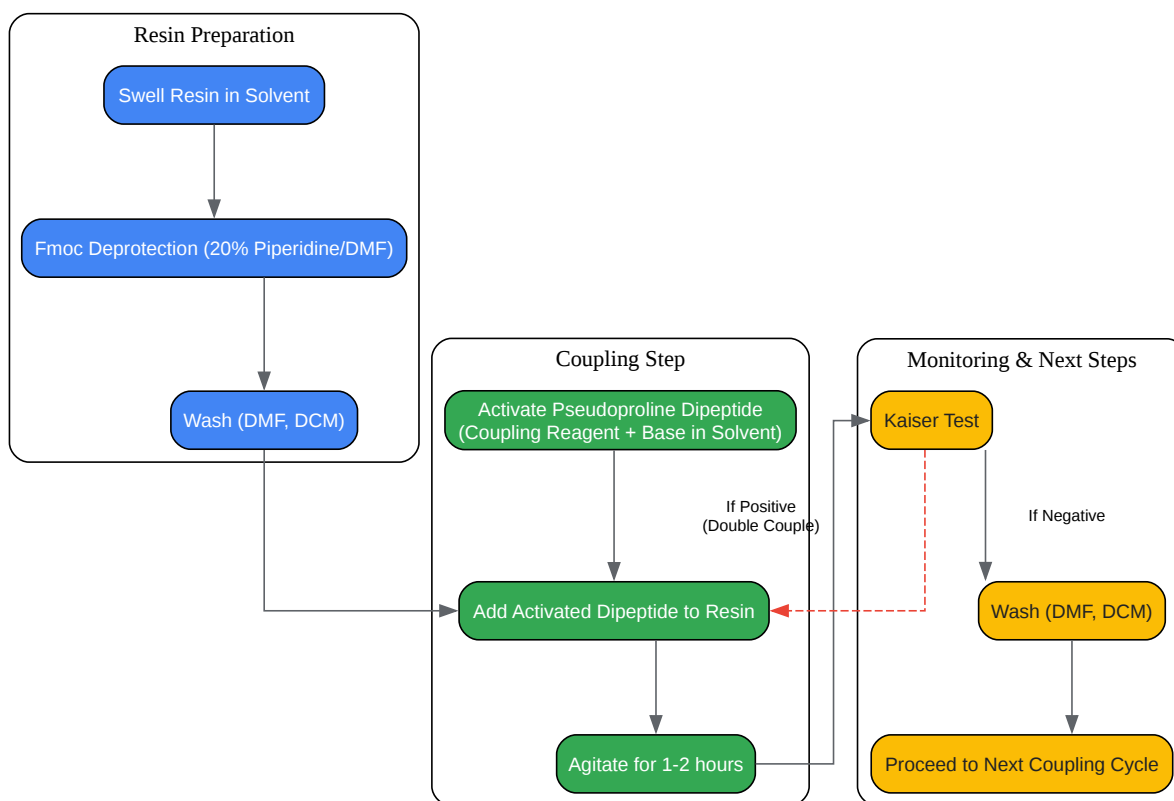 Resin Preparation
Swell Resin in Solvent
Fmoc Deprotection (20% Piperidine/DMF)
Wash (DMF, DCM)
Coupling Step
Activate Pseudoproline Dipeptide
(Coupling Reagent + Base in Solvent)
If Positive
(Double Couple)
Add Activated Dipeptide to Resin
Agitate for 1-2 hours
Monitoring & Next Steps
Kaiser Test
If Negative
Wash (DMF, DCM)
Proceed to Next Coupling Cycle